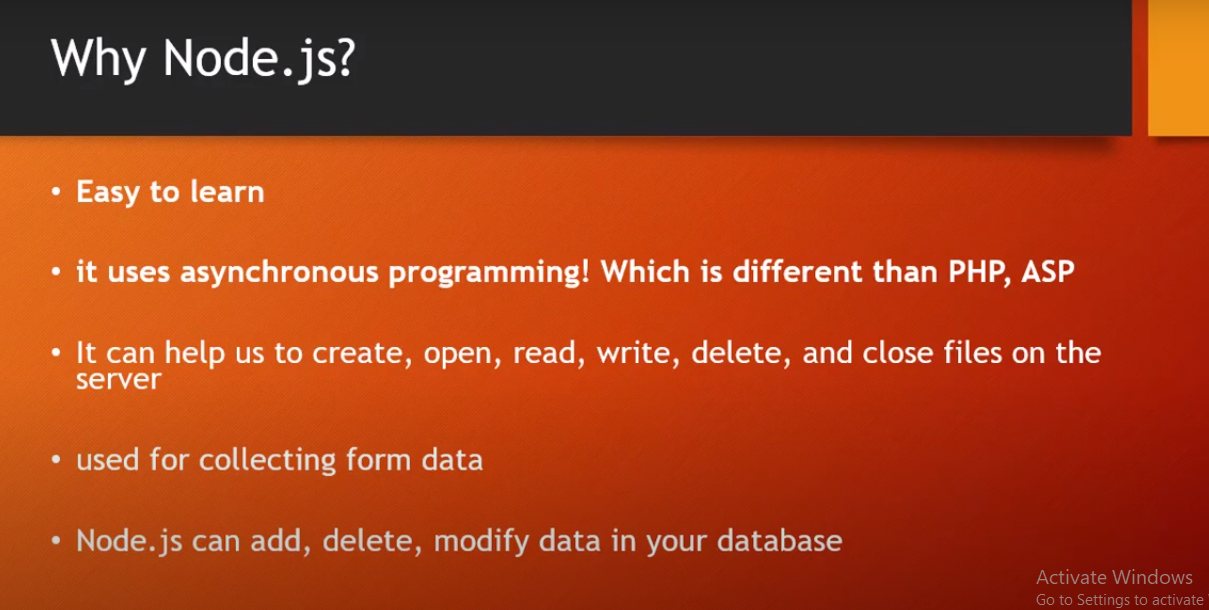 Why Node.js?
• Easy to learn
• it uses asynchronous programming! Which is different than PHP, ASP
• It can help us to create, open, read, write, delete, and close files on the
server
• used for collecting form data
• Node.js can add, delete, modify data in your database
Activate Windows
Go to Settings to activate